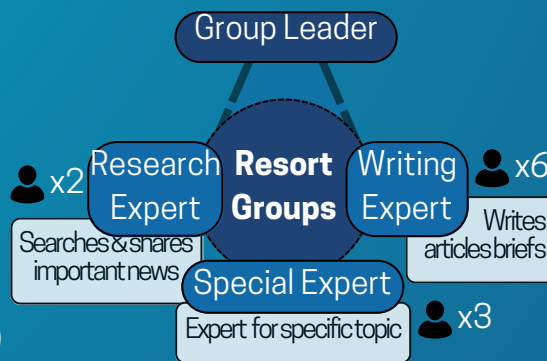 Group Leader
x2
Research
Expert
Searches & shares
important news
Resort
Groups
Writing
Expert
x6
Writes
articles briefs
Special Expert
Expert for specific topic
x3